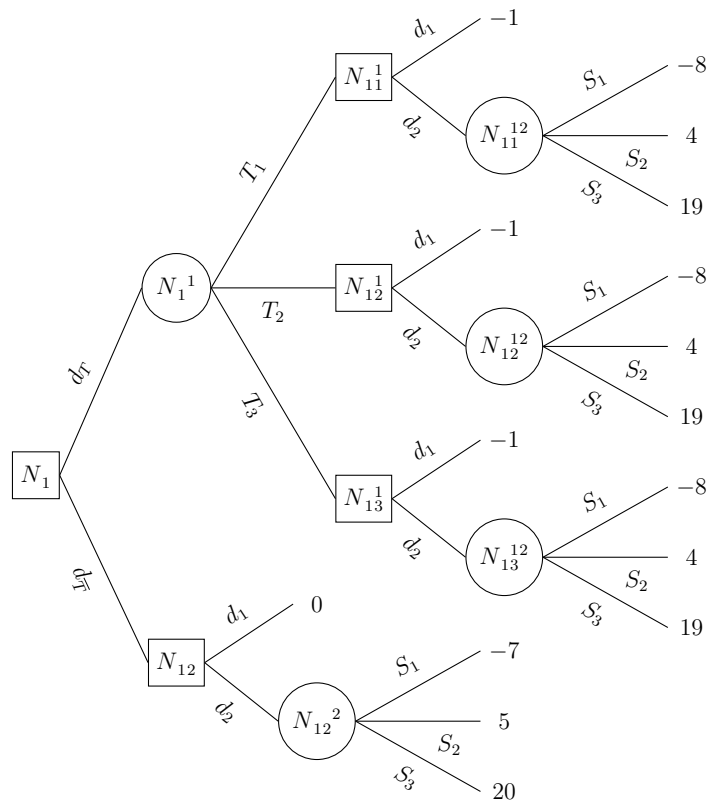 d₁ −1
N₁₁¹
S₁ −8
d₂ N₁₁¹² 4
S₂
S₃ 19
T₁
d₁ −1
N₁¹ T₂ N₁₂¹
S₁ −8
d₂ N₁₂¹² 4
S₂
S₃ 19
d_T
T₃
d₁ −1
N₁
N₁₃¹
S₁ −8
d₂ N₁₃¹² 4
S₂
S₃ 19
d_T̅
d₁ 0
N₁₂
S₁ −7
d₂ N₁₂² 5
S₂
S₃ 20